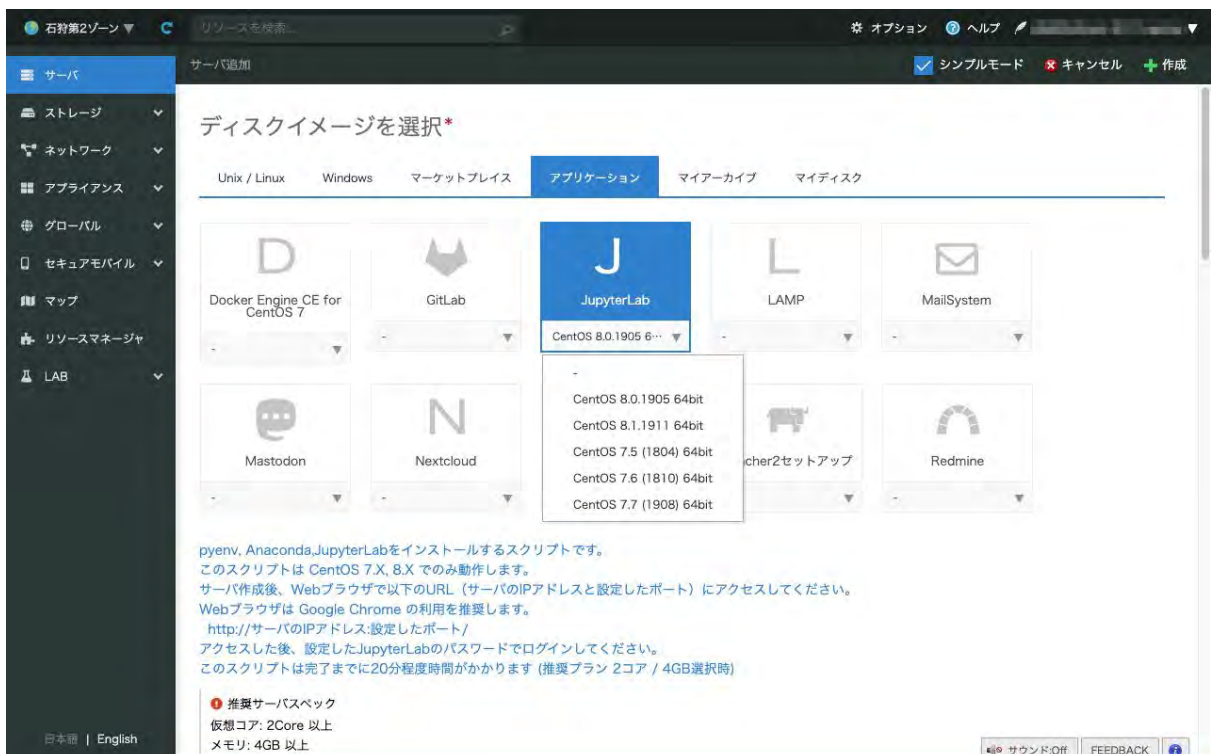 石狩第2ゾーン ▼
リソースを検索...
オプション
ヘルプ
▼
サーバ
サーバ追加
シンプルモード
キャンセル
作成
ストレージ
ネットワーク
アプライアンス
グローバル
セキュアモバイル
マップ
リソースマネージャ
LAB
ディスクイメージを選択*
Unix / Linux
Windows
マーケットプレイス
アプリケーション
マイアーカイブ
マイディスク
D
J
L
Docker Engine CE for
CentOS 7
GitLab
JupyterLab
LAMP
MailSystem
- ▼
- ▼
CentOS 8.0.1905 6… ▼
- ▼
- ▼
-
CentOS 8.0.1905 64bit
CentOS 8.1.1911 64bit
CentOS 7.5 (1804) 64bit
CentOS 7.6 (1810) 64bit
CentOS 7.7 (1908) 64bit
N
Mastodon
Nextcloud
cher2セットアップ
Redmine
- ▼
- ▼
▼
- ▼
pyenv, Anaconda,JupyterLabをインストールするスクリプトです。
このスクリプトは CentOS 7.X, 8.X でのみ動作します。
サーバ作成後、Webブラウザで以下のURL（サーバのIPアドレスと設定したポート）にアクセスしてください。
Webブラウザは Google Chrome の利用を推奨します。
http://サーバのIPアドレス:設定したポート/
アクセスした後、設定したJupyterLabのパスワードでログインしてください。
このスクリプトは完了までに20分程度時間がかかります (推奨プラン 2コア / 4GB選択時)
推奨サーバスペック
仮想コア: 2Core 以上
メモリ: 4GB 以上
日本語 | English
サウンド:Off
FEEDBACK